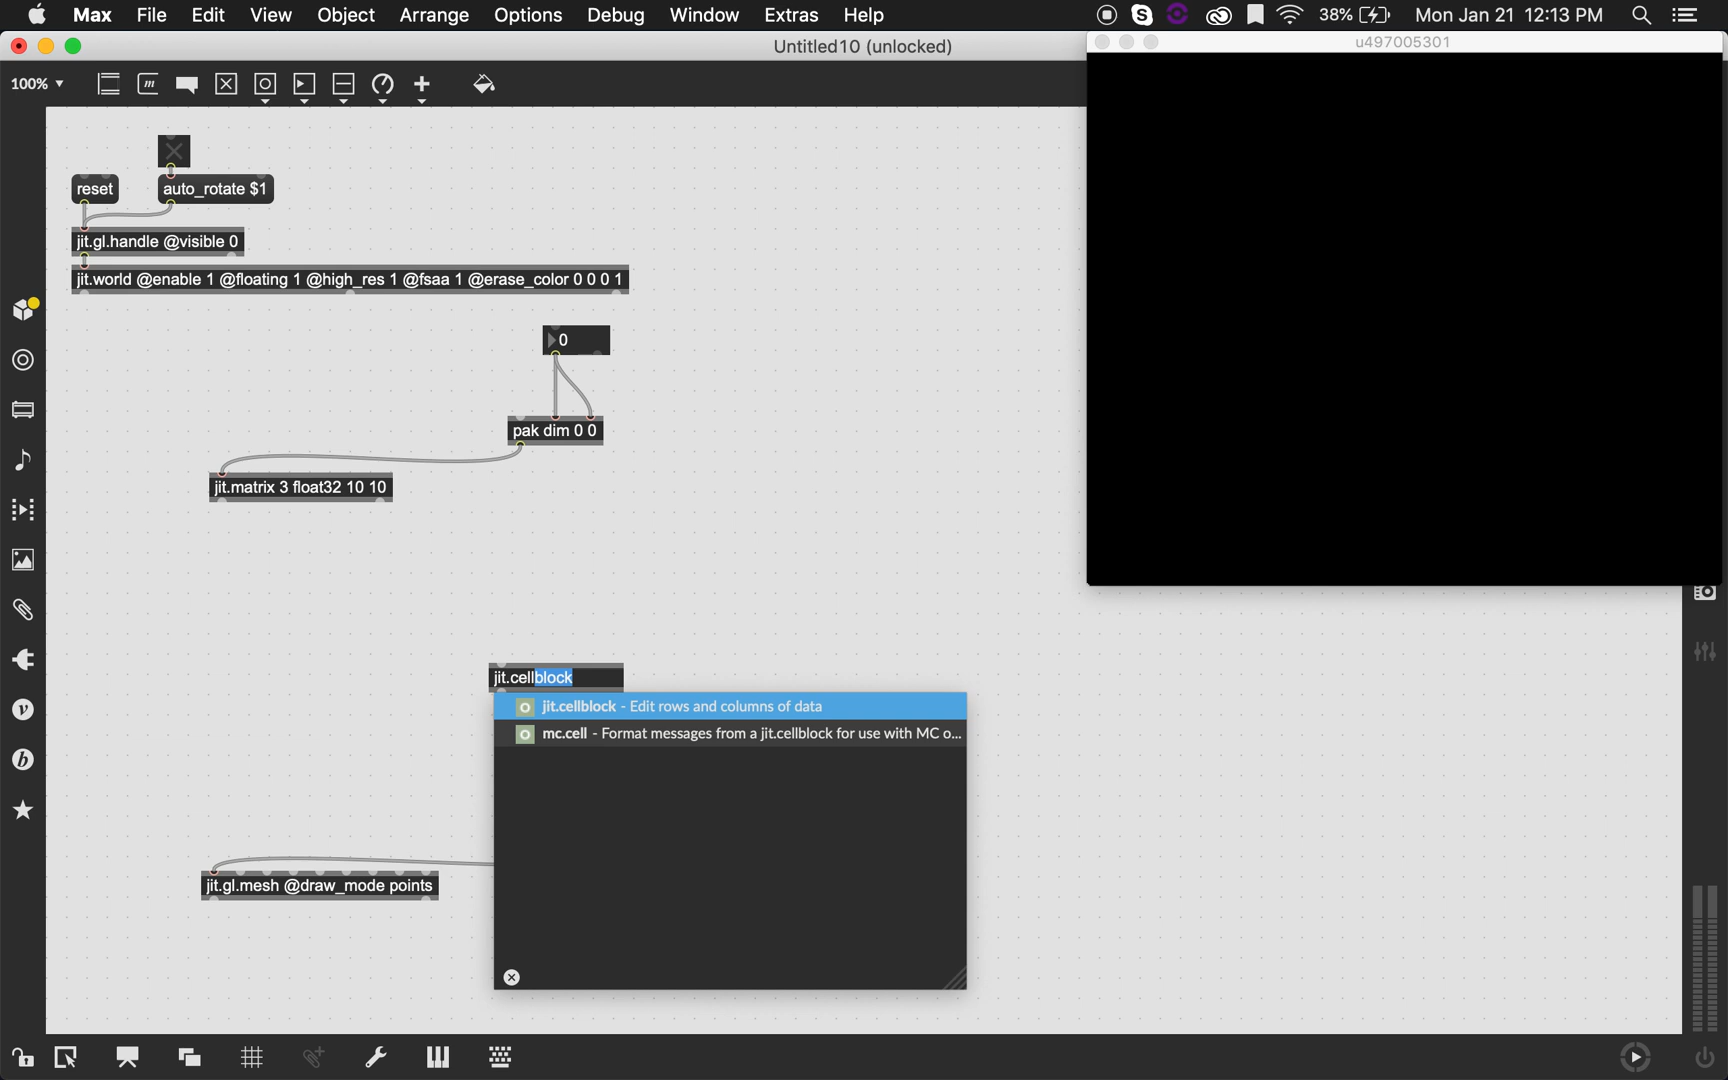 Max File Edit View Object Arrange Options Debug Window Extras Help 38% Mon Jan 21 12:13 PM
Untitled10 (unlocked)
u497005301
100%
reset
auto_rotate $1
jit.gl.handle @visible 0
jit.world @enable 1 @floating 1 @high_res 1 @fsaa 1 @erase_color 0 0 0 1
0
pak dim 0 0
jit.matrix 3 float32 10 10
jit.cellblock
jit.cellblock - Edit rows and columns of data
mc.cell - Format messages from a jit.cellblock for use with MC o...
jit.gl.mesh @draw_mode points